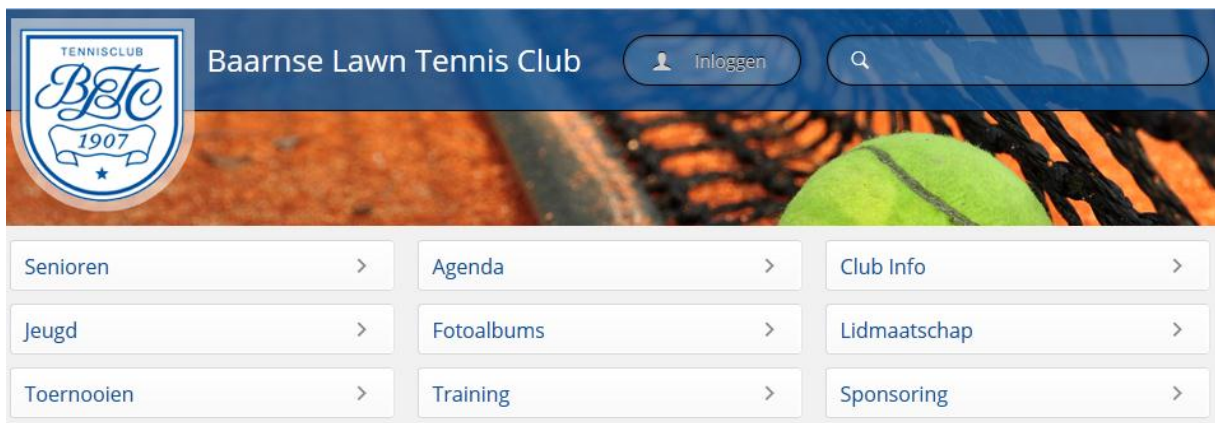 TENNISCLUB
BLTC
1907
Baarnse Lawn Tennis Club
Inloggen
Senioren
Agenda
Club Info
Jeugd
Fotoalbums
Lidmaatschap
Toernooien
Training
Sponsoring